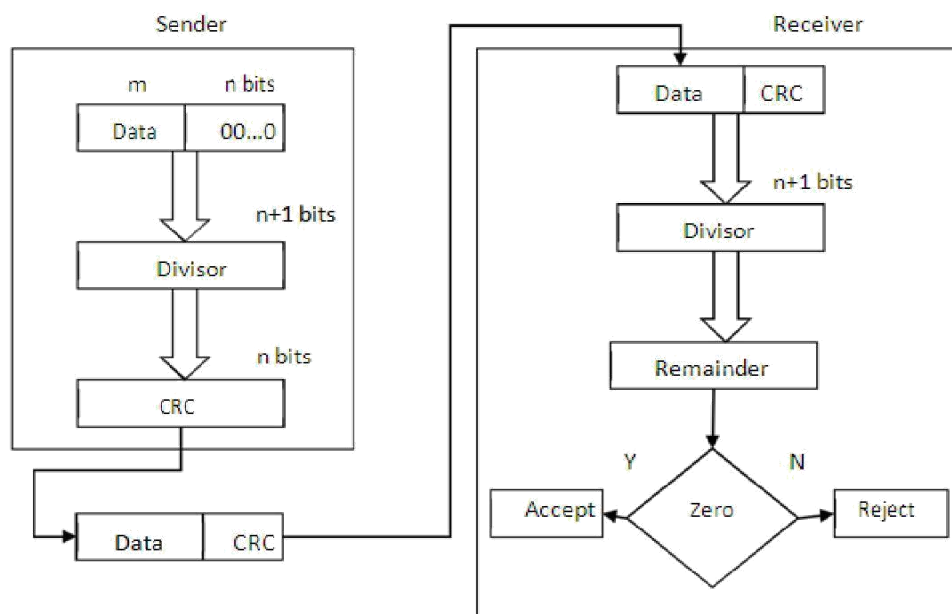 Sender
m n bits
Data 00...0
n+1 bits
Divisor
n bits
CRC
Data CRC
Receiver
Data CRC
n+1 bits
Divisor
Remainder
Y N
Accept Zero Reject